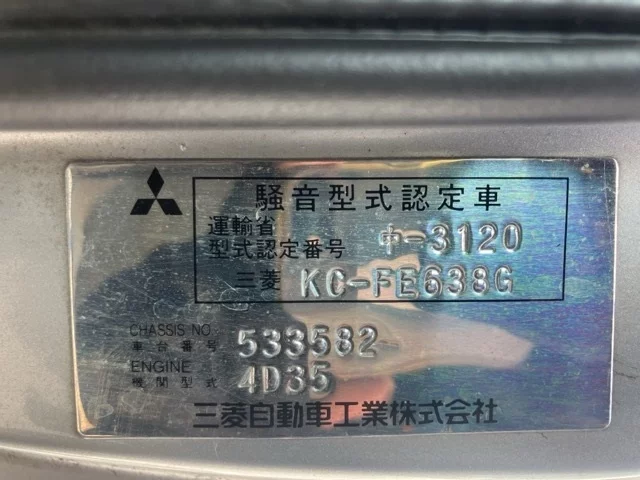 騒音型式認定車
運輸省
型式認定番号 中-3120
三菱 KC-FE638G
CHASSIS NO.
車台番号 533582
ENGINE
機関型式 4D35
三菱自動車工業株式会社